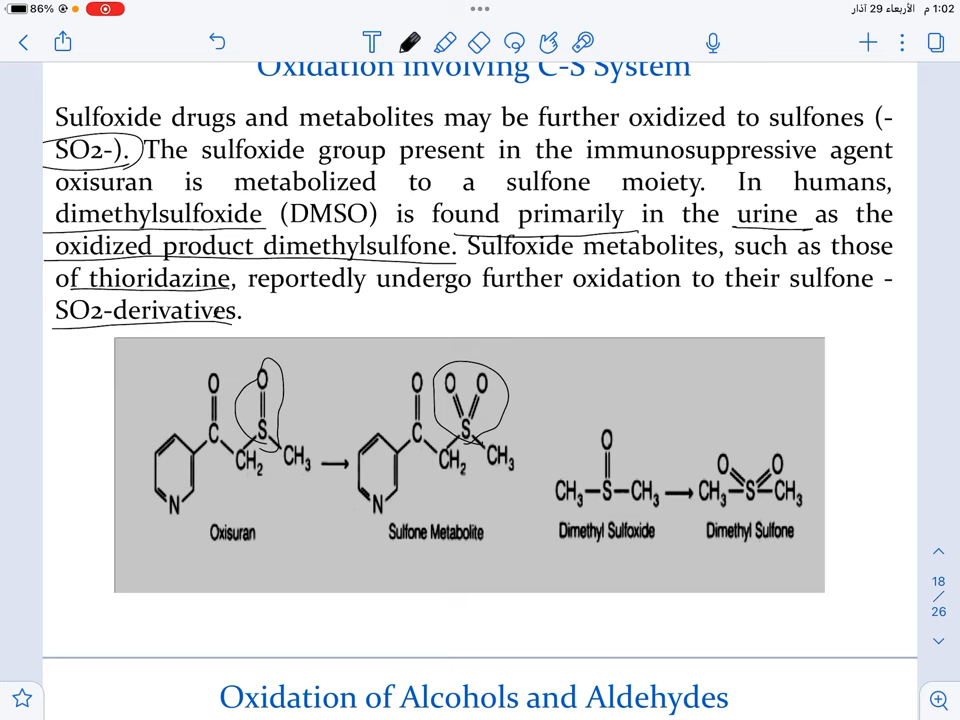 86%
1:02 م الأربعاء 29 آذار
Oxidation involving C-S System
Sulfoxide drugs and metabolites may be further oxidized to sulfones (-
SO2-). The sulfoxide group present in the immunosuppressive agent
oxisuran is metabolized to a sulfone moiety. In humans,
dimethylsulfoxide (DMSO) is found primarily in the urine as the
oxidized product dimethylsulfone. Sulfoxide metabolites, such as those
of thioridazine, reportedly undergo further oxidation to their sulfone -
SO2-derivatives.
O O O O O
C S CH2 CH3 N
C S CH2 CH3 N
O
CH3-S-CH3
O O
CH3-S-CH3
Oxisuran
Sulfone Metabolite
Dimethyl Sulfoxide
Dimethyl Sulfone
18
/
26
Oxidation of Alcohols and Aldehydes